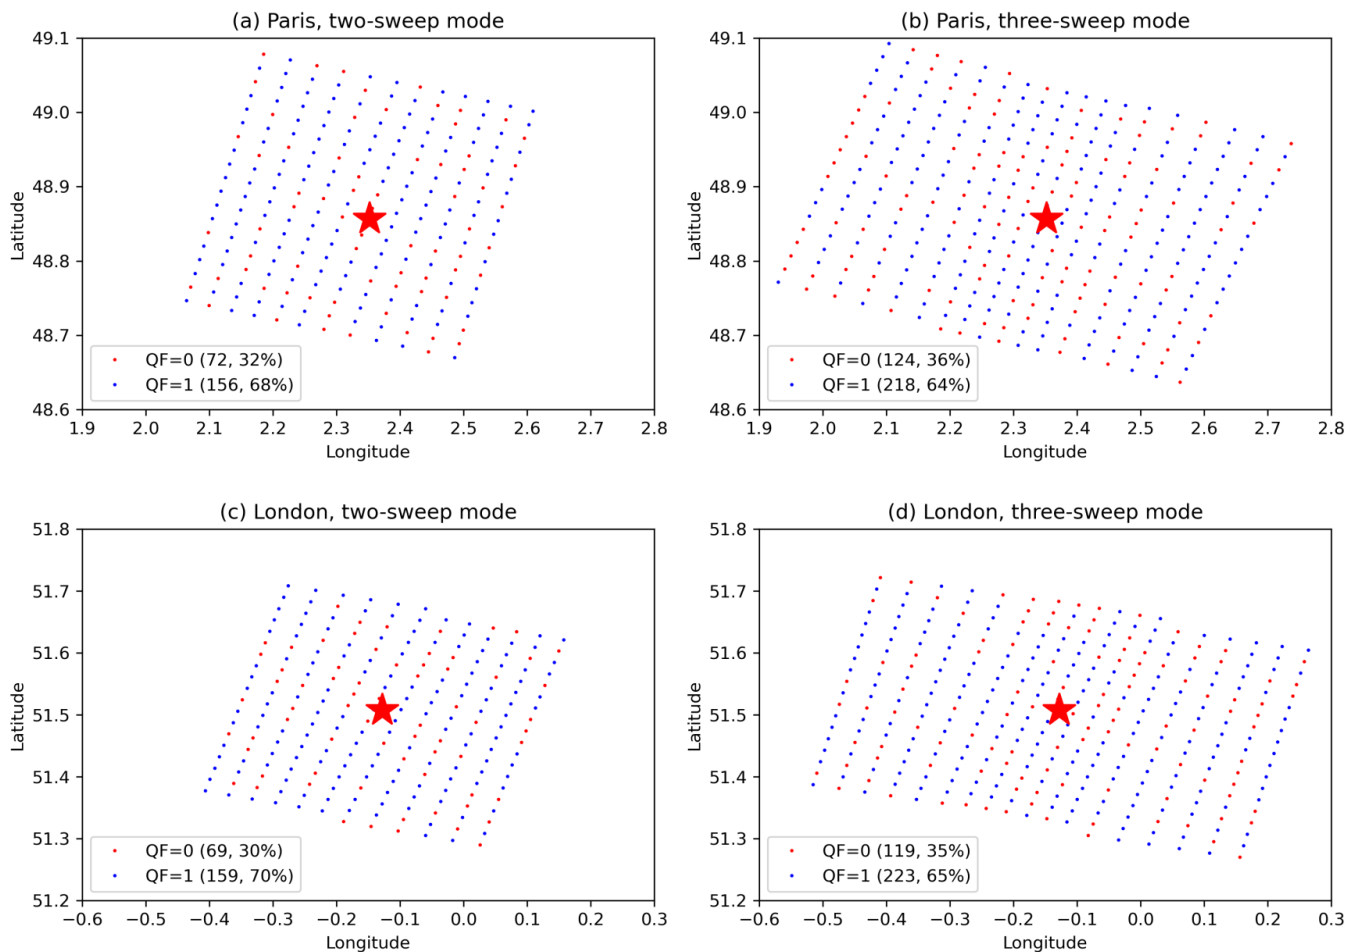 (a) Paris, two-sweep mode
49.1
49.0
48.9
48.8
48.7
48.6
Latitude
QF=0 (72, 32%)
QF=1 (156, 68%)
1.9 2.0 2.1 2.2 2.3 2.4 2.5 2.6 2.7 2.8
Longitude
(b) Paris, three-sweep mode
49.1
49.0
48.9
48.8
48.7
48.6
Latitude
QF=0 (124, 36%)
QF=1 (218, 64%)
1.9 2.0 2.1 2.2 2.3 2.4 2.5 2.6 2.7 2.8
Longitude
(c) London, two-sweep mode
51.8
51.7
51.6
51.5
51.4
51.3
51.2
Latitude
QF=0 (69, 30%)
QF=1 (159, 70%)
−0.6 −0.5 −0.4 −0.3 −0.2 −0.1 0.0 0.1 0.2 0.3
Longitude
(d) London, three-sweep mode
51.8
51.7
51.6
51.5
51.4
51.3
51.2
Latitude
QF=0 (119, 35%)
QF=1 (223, 65%)
−0.6 −0.5 −0.4 −0.3 −0.2 −0.1 0.0 0.1 0.2 0.3
Longitude